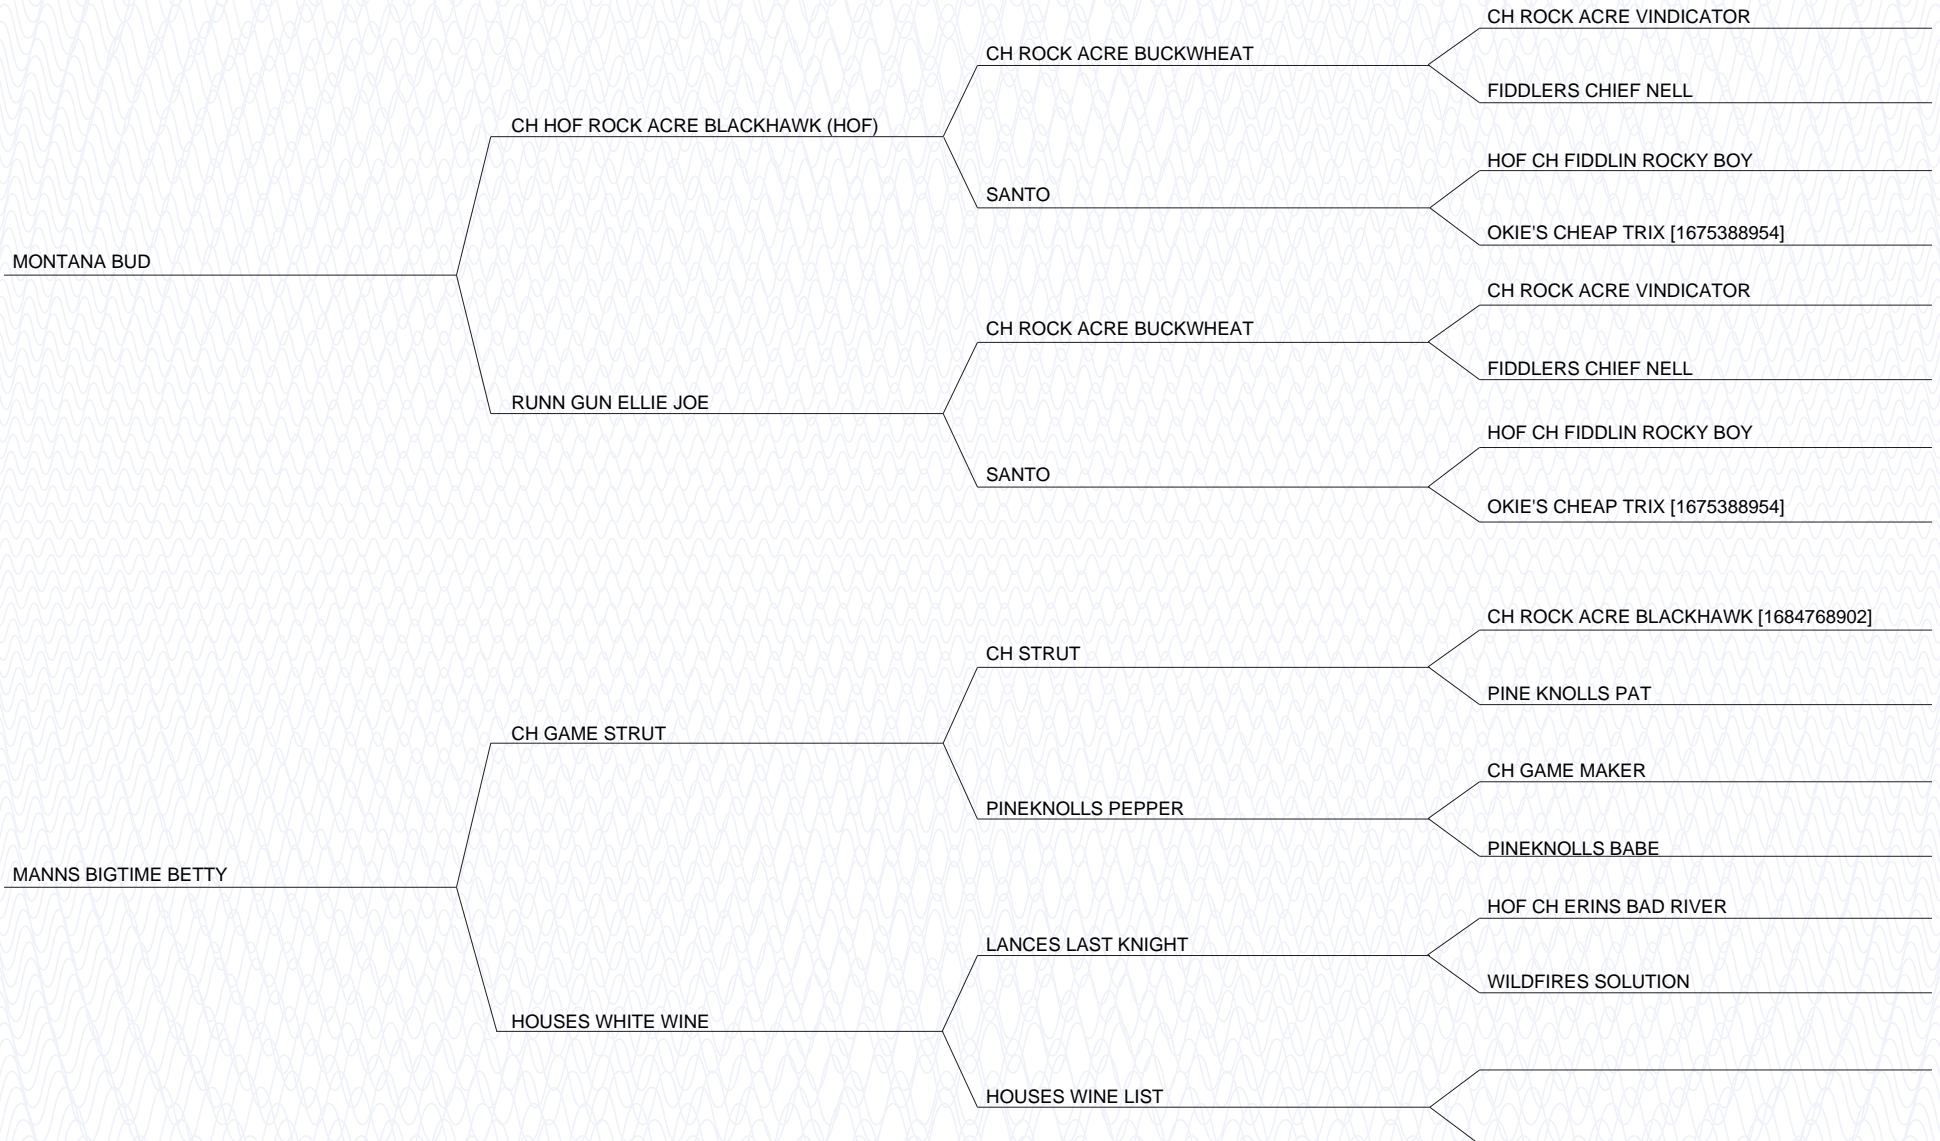 CH ROCK ACRE VINDICATOR
CH ROCK ACRE BUCKWHEAT
FIDDLERS CHIEF NELL
CH HOF ROCK ACRE BLACKHAWK (HOF)
HOF CH FIDDLIN ROCKY BOY
SANTO
OKIE'S CHEAP TRIX [1675388954]
MONTANA BUD
CH ROCK ACRE VINDICATOR
CH ROCK ACRE BUCKWHEAT
FIDDLERS CHIEF NELL
RUNN GUN ELLIE JOE
HOF CH FIDDLIN ROCKY BOY
SANTO
OKIE'S CHEAP TRIX [1675388954]
CH ROCK ACRE BLACKHAWK [1684768902]
CH STRUT
PINE KNOLLS PAT
CH GAME STRUT
CH GAME MAKER
PINEKNOLLS PEPPER
PINEKNOLLS BABE
MANNS BIGTIME BETTY
HOF CH ERINS BAD RIVER
LANCES LAST KNIGHT
WILDFIRES SOLUTION
HOUSES WHITE WINE
HOUSES WINE LIST